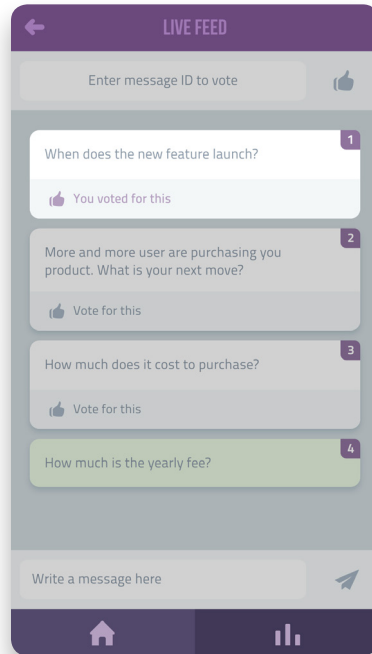 LIVE FEED
Enter message ID to vote
1
When does the new feature launch?
You voted for this
2
More and more user are purchasing you
product. What is your next move?
Vote for this
3
How much does it cost to purchase?
Vote for this
4
How much is the yearly fee?
Write a message here